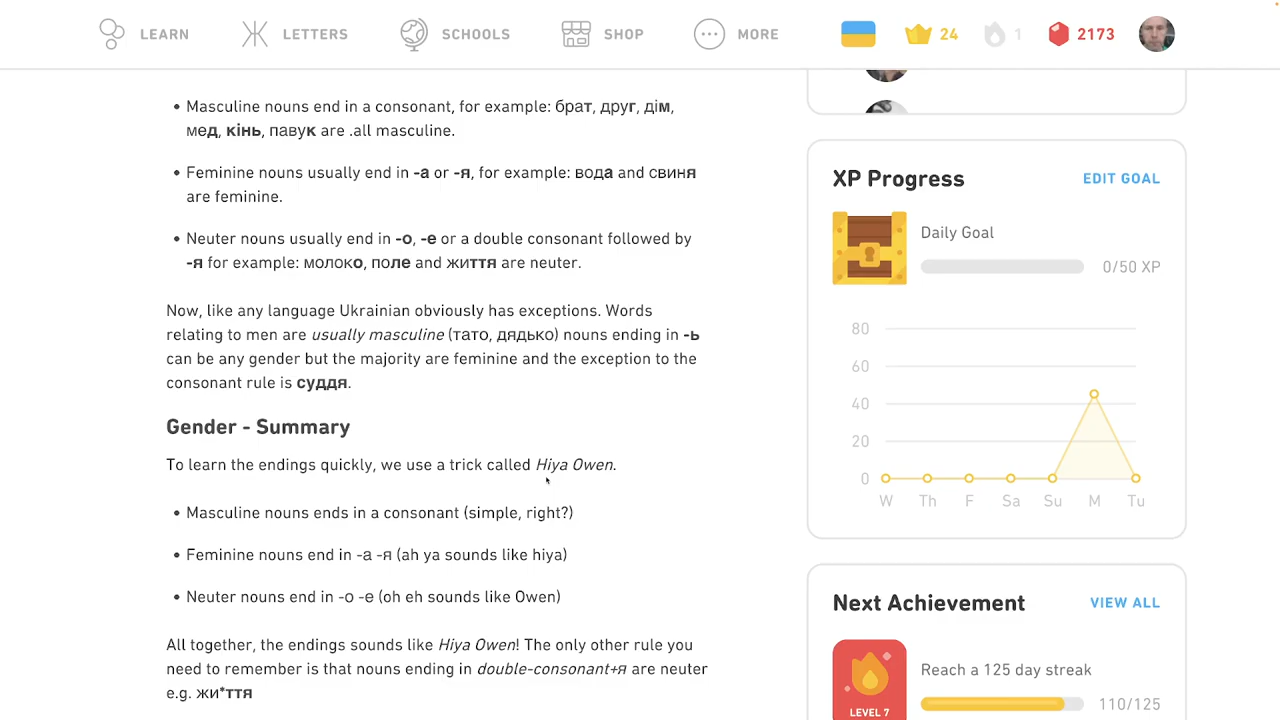 LEARN LETTERS SCHOOLS SHOP MORE 24 1 2173
• Masculine nouns end in a consonant, for example: брат, друг, дім,
мед, кінь, павук are .all masculine.
• Feminine nouns usually end in -а or -я, for example: вода and свиня
are feminine.
• Neuter nouns usually end in -о, -е or a double consonant followed by
-я for example: молоко, поле and життя are neuter.
Now, like any language Ukrainian obviously has exceptions. Words
relating to men are usually masculine (тато, дядько) nouns ending in -ь
can be any gender but the majority are feminine and the exception to the
consonant rule is суддя.
Gender - Summary
To learn the endings quickly, we use a trick called Hiya Owen.
• Masculine nouns ends in a consonant (simple, right?)
• Feminine nouns end in -а -я (ah ya sounds like hiya)
• Neuter nouns end in -о -е (oh eh sounds like Owen)
All together, the endings sounds like Hiya Owen! The only other rule you
need to remember is that nouns ending in double-consonant+я are neuter
e.g. жи*ття
XP Progress EDIT GOAL
Daily Goal
0/50 XP
80
60
40
20
0
W Th F Sa Su M Tu
Next Achievement VIEW ALL
Reach a 125 day streak
110/125
LEVEL 7